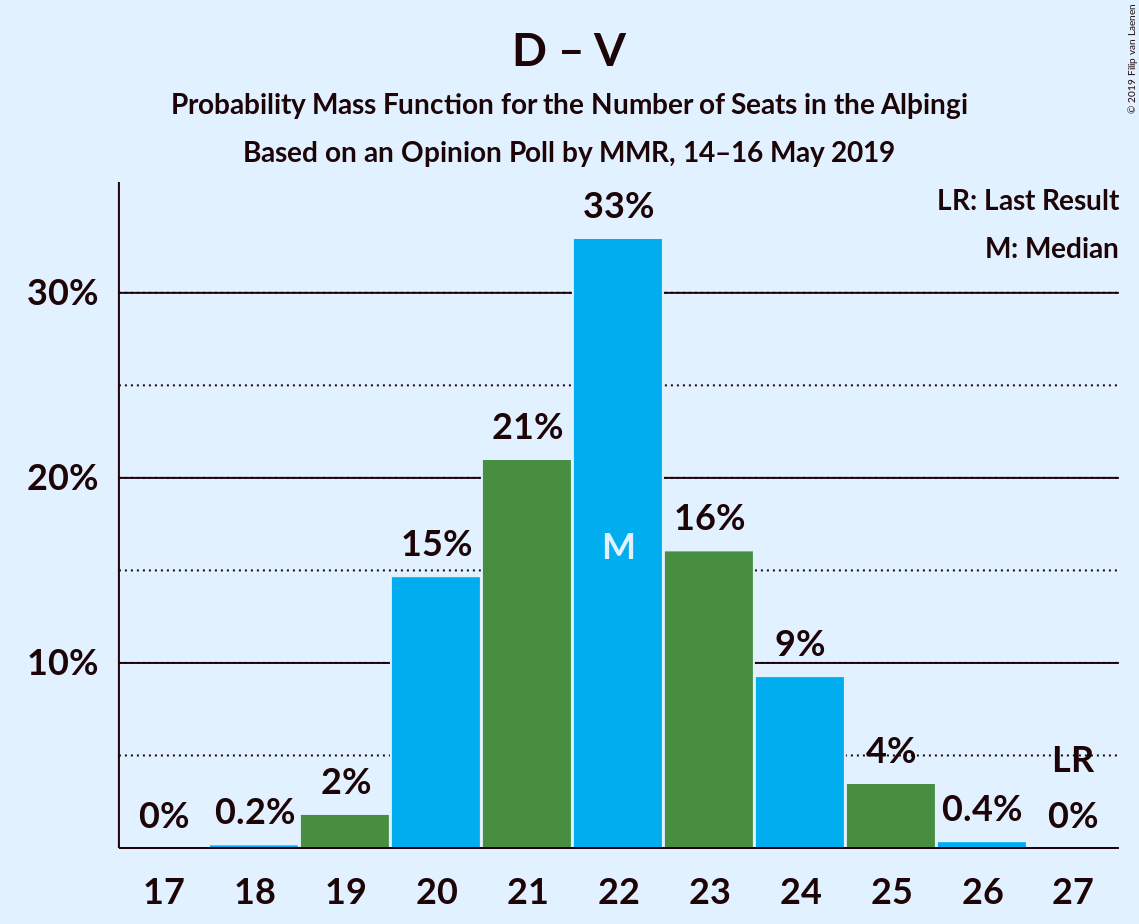 D – V
Probability Mass Function for the Number of Seats in the Alþingi
Based on an Opinion Poll by MMR, 14–16 May 2019
© 2019 Filip van Laenen
LR: Last Result
M: Median
30%
20%
10%
0%
0.2%
2%
15%
21%
33%
M
16%
9%
4%
0.4%
LR
0%
17 18 19 20 21 22 23 24 25 26 27